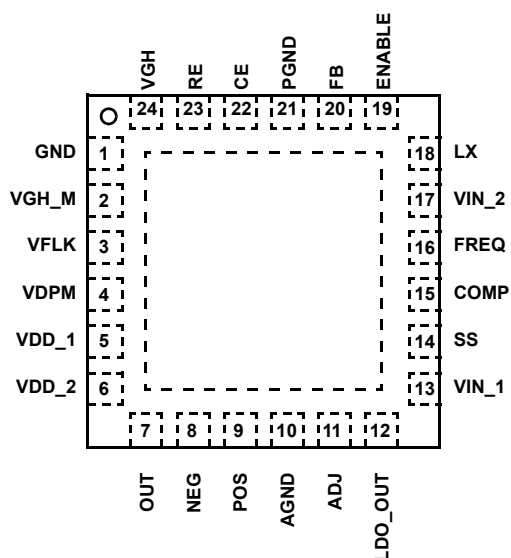 VGH
RE
CE
PGND
FB
ENABLE
24 23 22 21 20 19
GND 1
VGH_M 2
VFLK 3
VDPM 4
VDD_1 5
VDD_2 6
18 LX
17 VIN_2
16 FREQ
15 COMP
14 SS
13 VIN_1
7 8 9 10 11 12
OUT
NEG
POS
AGND
ADJ
LDO_OUT